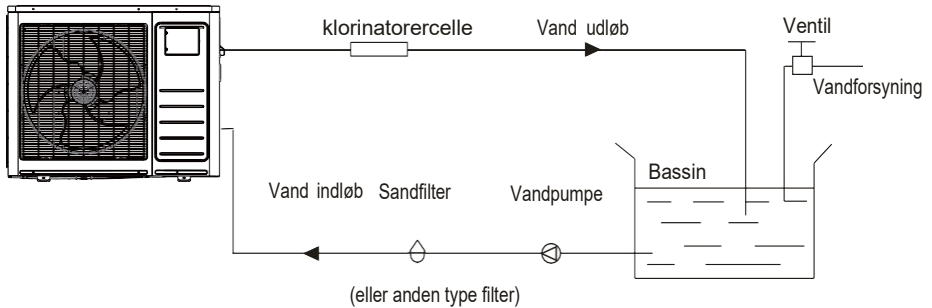 klorinatorercelle
Vand udløb
Ventil
Vandforsyning
Bassin
Vand indløb
Sandfilter
Vandpumpe
(eller anden type filter)